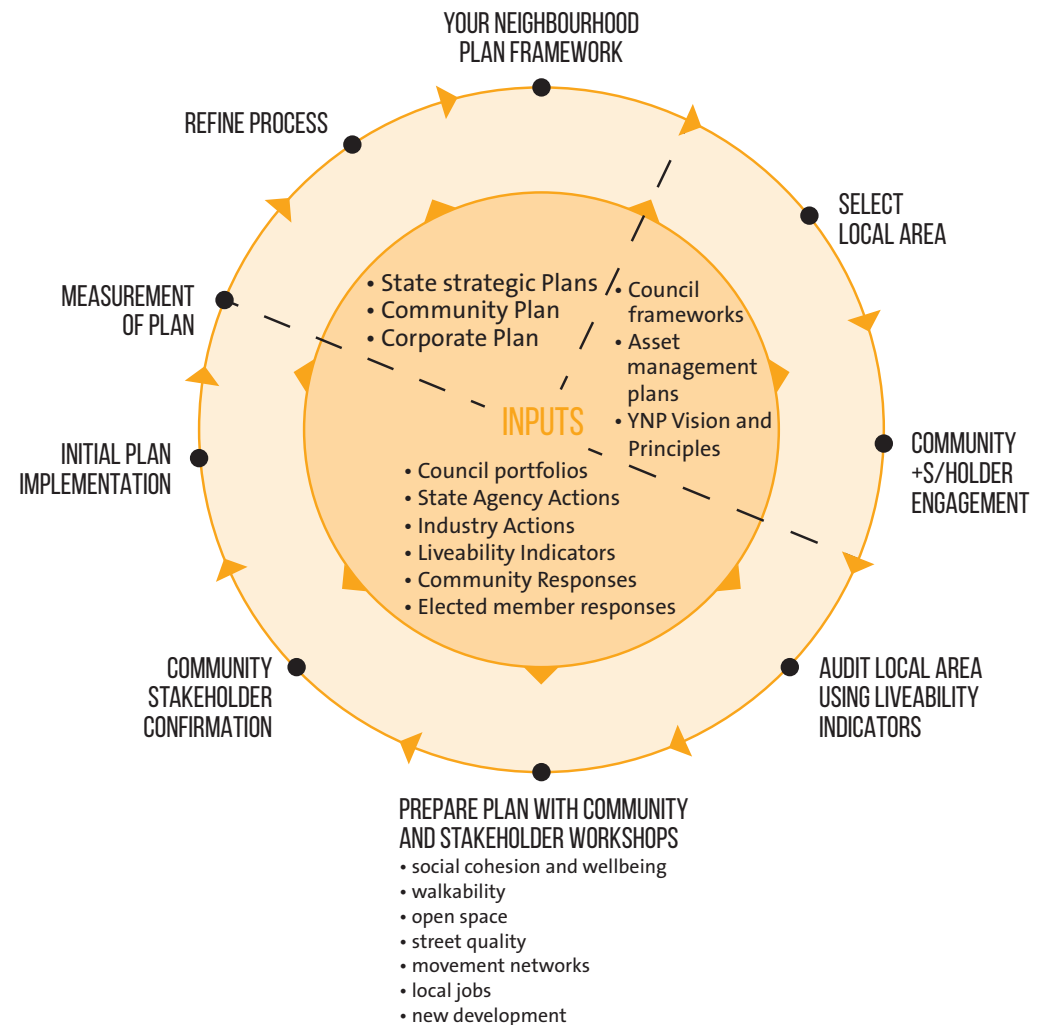 YOUR NEIGHBOURHOOD
PLAN FRAMEWORK
SELECT
LOCAL AREA
COMMUNITY
+S/HOLDER
ENGAGEMENT
AUDIT LOCAL AREA
USING LIVEABILITY
INDICATORS
PREPARE PLAN WITH COMMUNITY
AND STAKEHOLDER WORKSHOPS
• social cohesion and wellbeing
• walkability
• open space
• street quality
• movement networks
• local jobs
• new development
COMMUNITY
STAKEHOLDER
CONFIRMATION
INITIAL PLAN
IMPLEMENTATION
MEASUREMENT
OF PLAN
REFINE PROCESS
• State strategic Plans
• Community Plan
• Corporate Plan
• Council
frameworks
• Asset
management
plans
• YNP Vision and
Principles
INPUTS
• Council portfolios
• State Agency Actions
• Industry Actions
• Liveability Indicators
• Community Responses
• Elected member responses